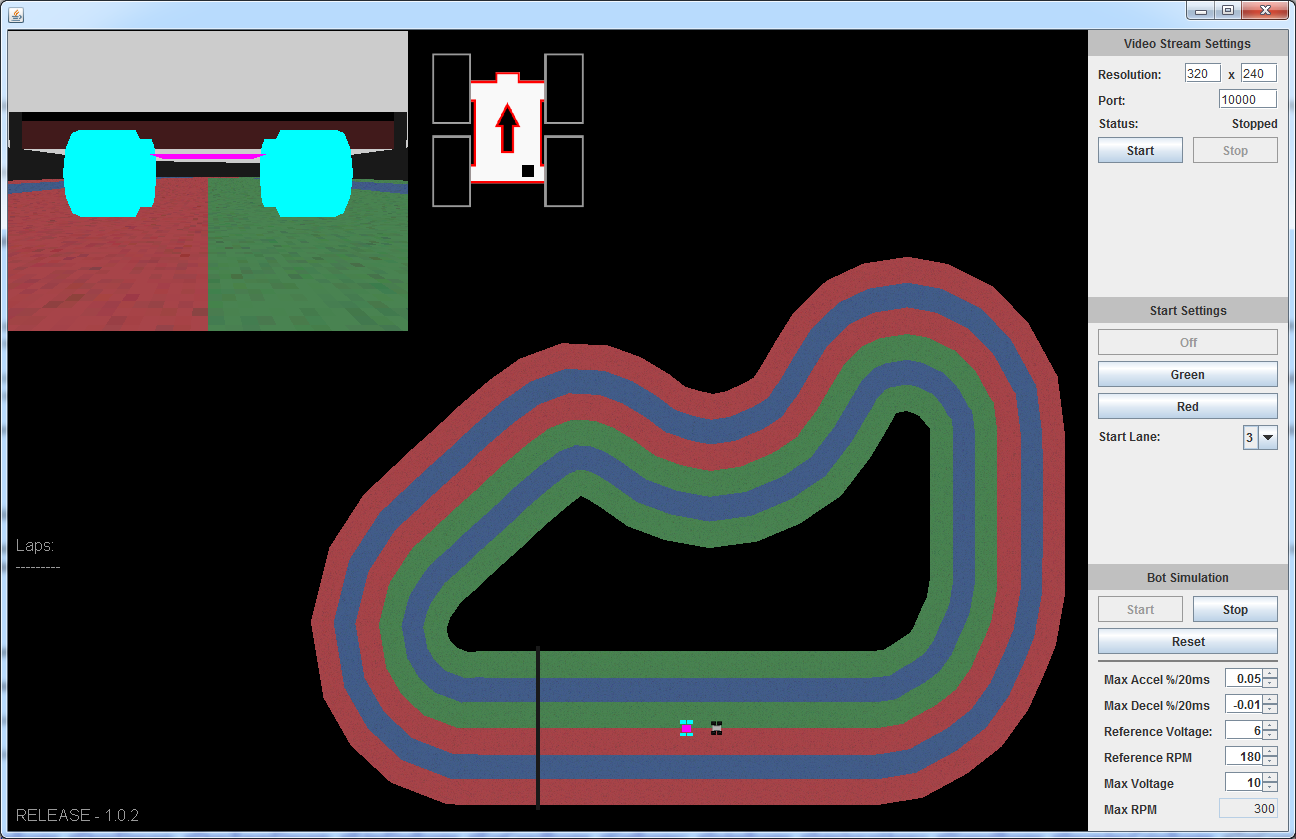 Video Stream Settings
Resolution: 320 x 240
Port: 10000
Status: Stopped
Start Stop
Start Settings
Off
Green
Red
Start Lane: 3
Laps:
---------
Bot Simulation
Start Stop
Reset
Max Accel %/20ms 0.05
Max Decel %/20ms -0.01
Reference Voltage: 6
Reference RPM 180
Max Voltage 10
Max RPM 300
RELEASE - 1.0.2